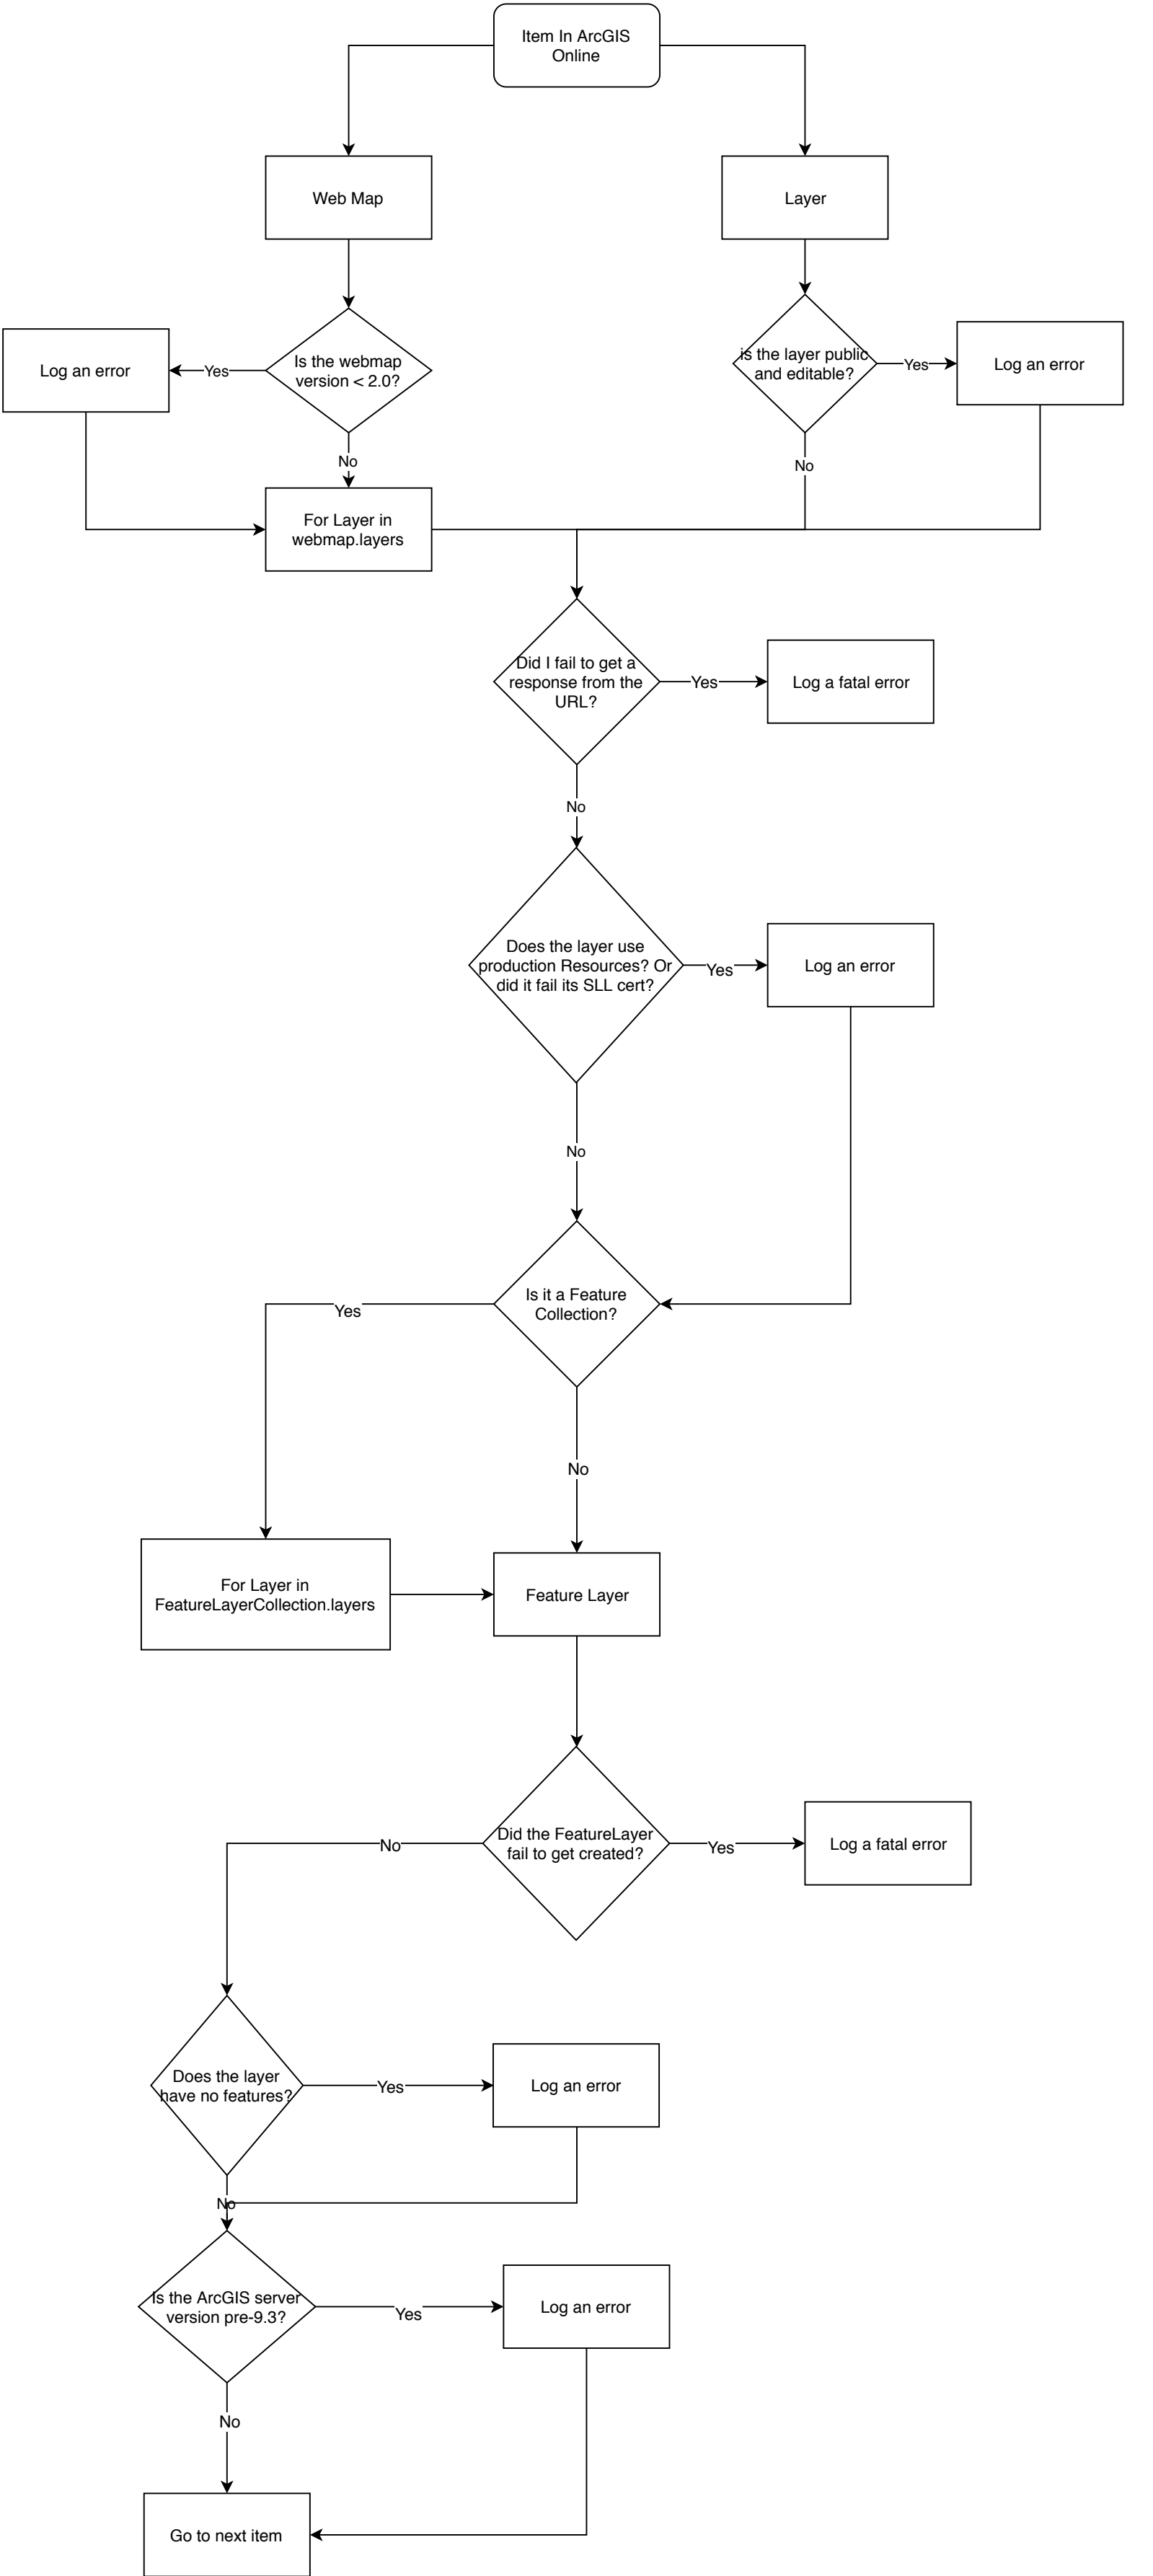 Item In ArcGIS
Online
Web Map
Layer
Log an error
Yes
Is the webmap
version < 2.0?
is the layer public
and editable?
Yes
Log an error
No
No
For Layer in
webmap.layers
Did I fail to get a
response from the
URL?
Yes
Log a fatal error
No
Does the layer use
production Resources? Or
did it fail its SLL cert?
Yes
Log an error
No
Is it a Feature
Collection?
Yes
No
For Layer in
FeatureLayerCollection.layers
Feature Layer
Did the FeatureLayer
fail to get created?
No
Yes
Log a fatal error
Does the layer
have no features?
Yes
Log an error
No
Is the ArcGIS server
version pre-9.3?
Yes
Log an error
No
Go to next item